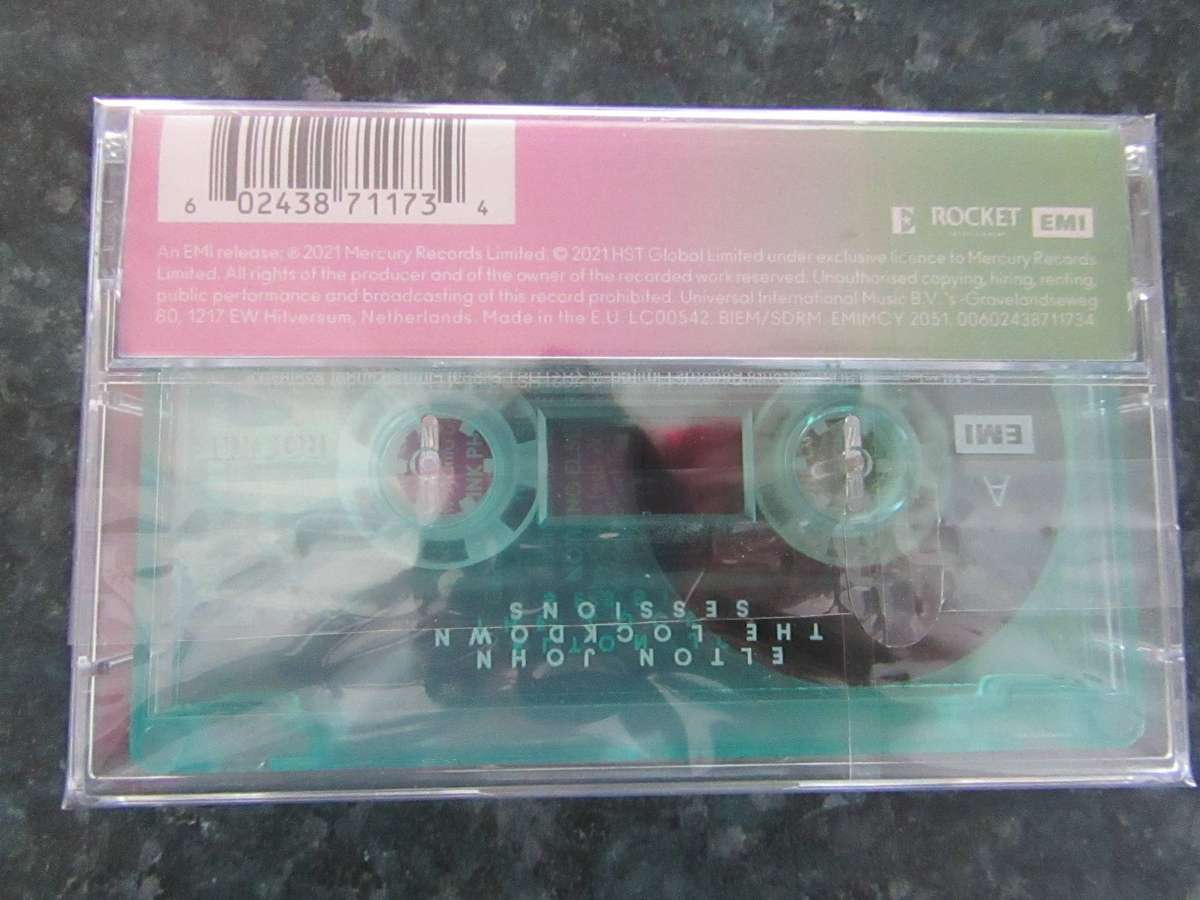 6 02438 71173 4
E ROCKET EMI
An EMI release; ℗ 2021 Mercury Records Limited. © 2021 HST Global Limited under exclusive licence to Mercury Records
Limited. All rights of the producer and of the owner of the recorded work reserved. Unauthorised copying, hiring, renting,
public performance and broadcasting of this record prohibited. Universal International Music B.V. 's-Gravelandseweg
80, 1217 EW Hilversum, Netherlands. Made in the E.U. LC00542. BIEM/SDRM. EMIMCY 2051. 00602438711734
EMI
A
ELTON JOHN
THE LOCKDOWN
SESSIONS